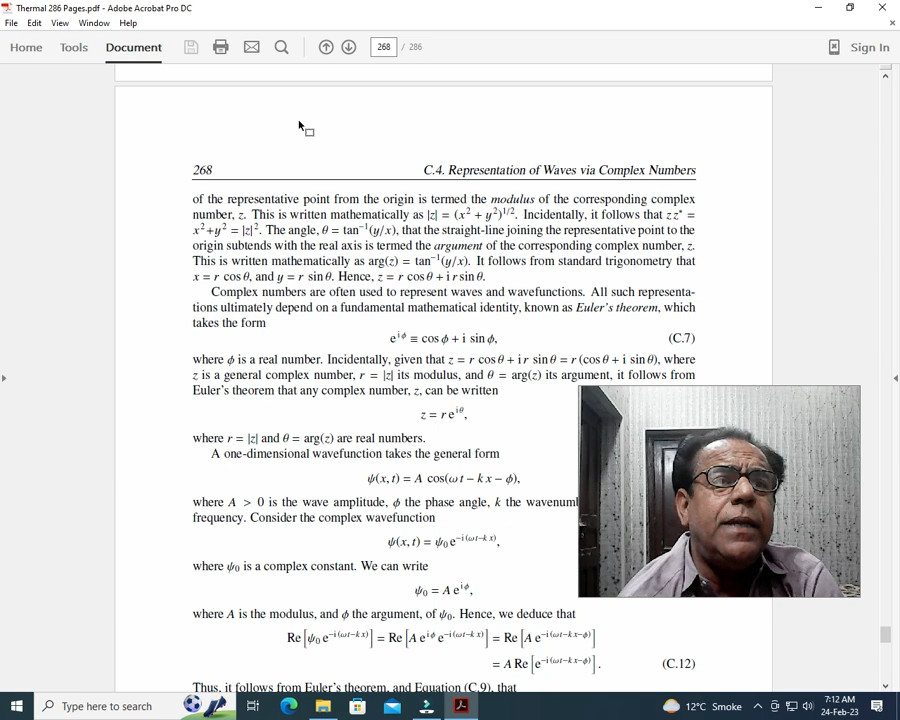 Thermal 286 Pages.pdf - Adobe Acrobat Pro DC
File Edit View Window Help
Home Tools Document 268 / 286 Sign In
268 C.4. Representation of Waves via Complex Numbers
of the representative point from the origin is termed the modulus of the corresponding complex
number, z. This is written mathematically as |z| = (x² + y²)^1/2. Incidentally, it follows that z z* =
x² + y² = |z|². The angle, θ = tan⁻¹(y/x), that the straight-line joining the representative point to the
origin subtends with the real axis is termed the argument of the corresponding complex number, z.
This is written mathematically as arg(z) = tan⁻¹(y/x). It follows from standard trigonometry that
x = r cos θ, and y = r sin θ. Hence, z = r cos θ + i r sin θ.
Complex numbers are often used to represent waves and wavefunctions. All such representa-
tions ultimately depend on a fundamental mathematical identity, known as Euler's theorem, which
takes the form
e^iϕ ≡ cos ϕ + i sin ϕ, (C.7)
where ϕ is a real number. Incidentally, given that z = r cos θ + i r sin θ = r (cos θ + i sin θ), where
z is a general complex number, r = |z| its modulus, and θ = arg(z) its argument, it follows from
Euler's theorem that any complex number, z, can be written
z = r e^iθ,
where r = |z| and θ = arg(z) are real numbers.
A one-dimensional wavefunction takes the general form
ψ(x, t) = A cos(ω t − k x − ϕ),
where A > 0 is the wave amplitude, ϕ the phase angle, k the wavenumb
frequency. Consider the complex wavefunction
ψ(x, t) = ψ₀ e^−i (ω t−k x),
where ψ₀ is a complex constant. We can write
ψ₀ = A e^iϕ,
where A is the modulus, and ϕ the argument, of ψ₀. Hence, we deduce that
Re [ψ₀ e^−i (ω t−k x)] = Re [A e^iϕ e^−i (ω t−k x)] = Re [A e^−i (ω t−k x−ϕ)]
= A Re [e^−i (ω t−k x−ϕ)]. (C.12)
Thus, it follows from Euler's theorem, and Equation (C.9), that
Type here to search 12°C Smoke 7:12 AM
24-Feb-23